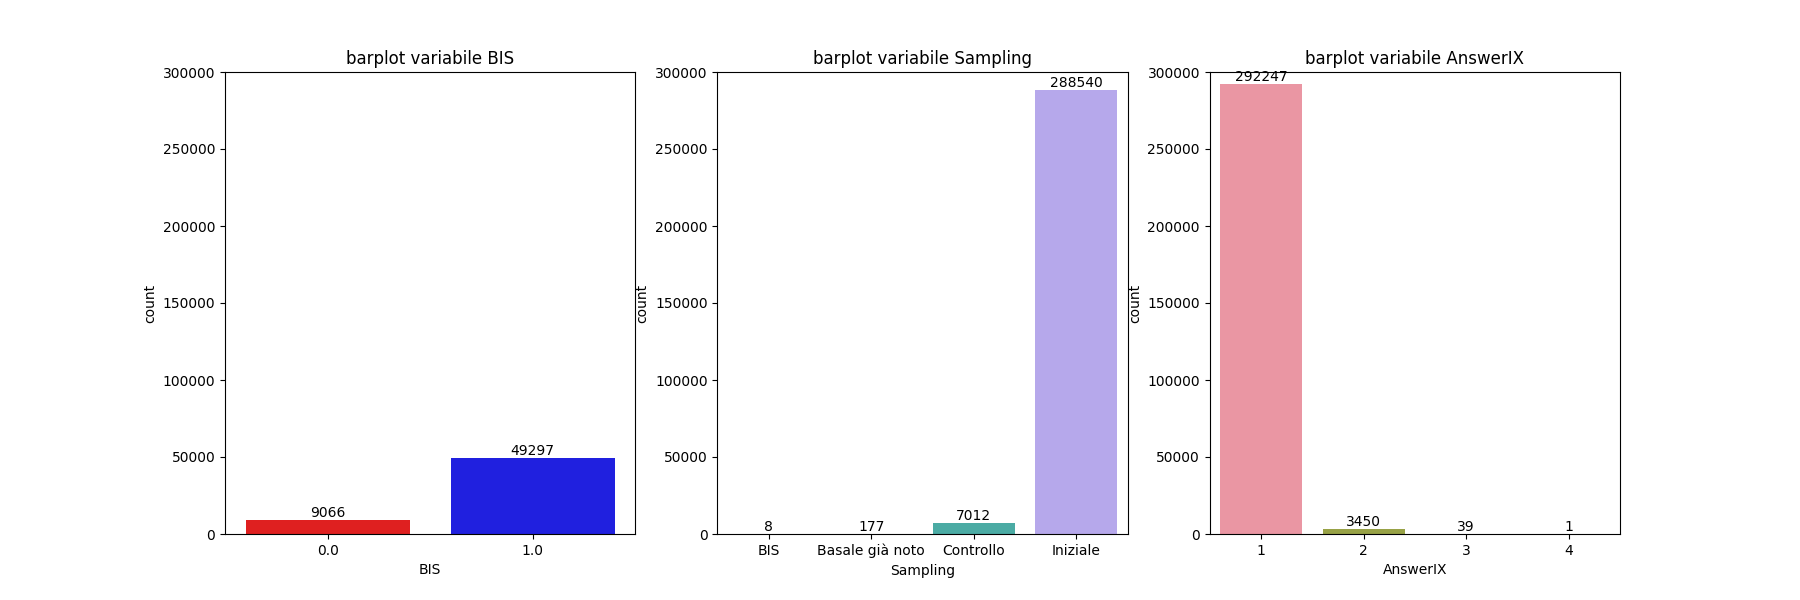 barplot variabile BIS
300000
250000
200000
150000
100000
50000
0
count
9066
49297
0.0
1.0
BIS
barplot variabile Sampling
300000
250000
200000
150000
100000
50000
0
count
8
177
7012
288540
BIS
Basale già noto
Controllo
Iniziale
Sampling
barplot variabile AnswerIX
300000
250000
200000
150000
100000
50000
0
count
292247
3450
39
1
1
2
3
4
AnswerIX